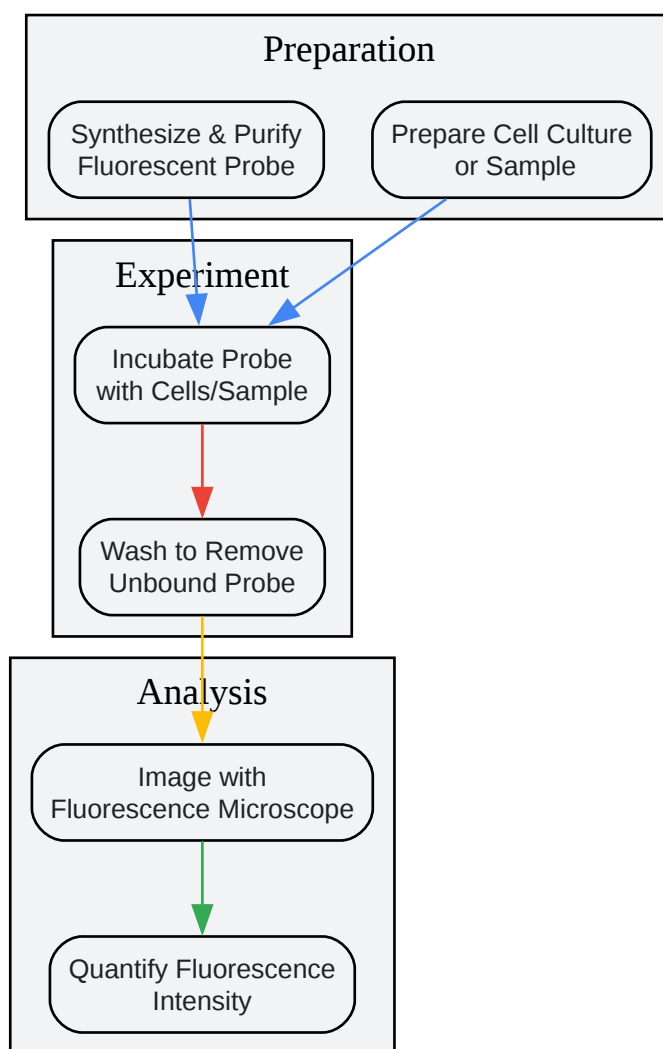 Preparation
Synthesize & Purify
Fluorescent Probe
Prepare Cell Culture
or Sample
Experiment
Incubate Probe
with Cells/Sample
Wash to Remove
Unbound Probe
Analysis
Image with
Fluorescence Microscope
Quantify Fluorescence
Intensity